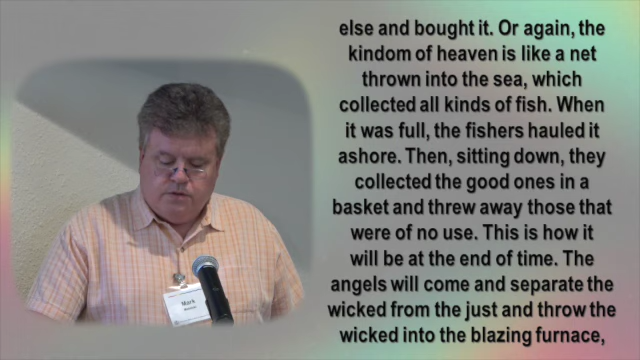 else and bought it. Or again, the
kindom of heaven is like a net
thrown into the sea, which
collected all kinds of fish. When
it was full, the fishers hauled it
ashore. Then, sitting down, they
collected the good ones in a
basket and threw away those that
were of no use. This is how it
will be at the end of time. The
angels will come and separate the
wicked from the just and throw the
wicked into the blazing furnace,
Mark